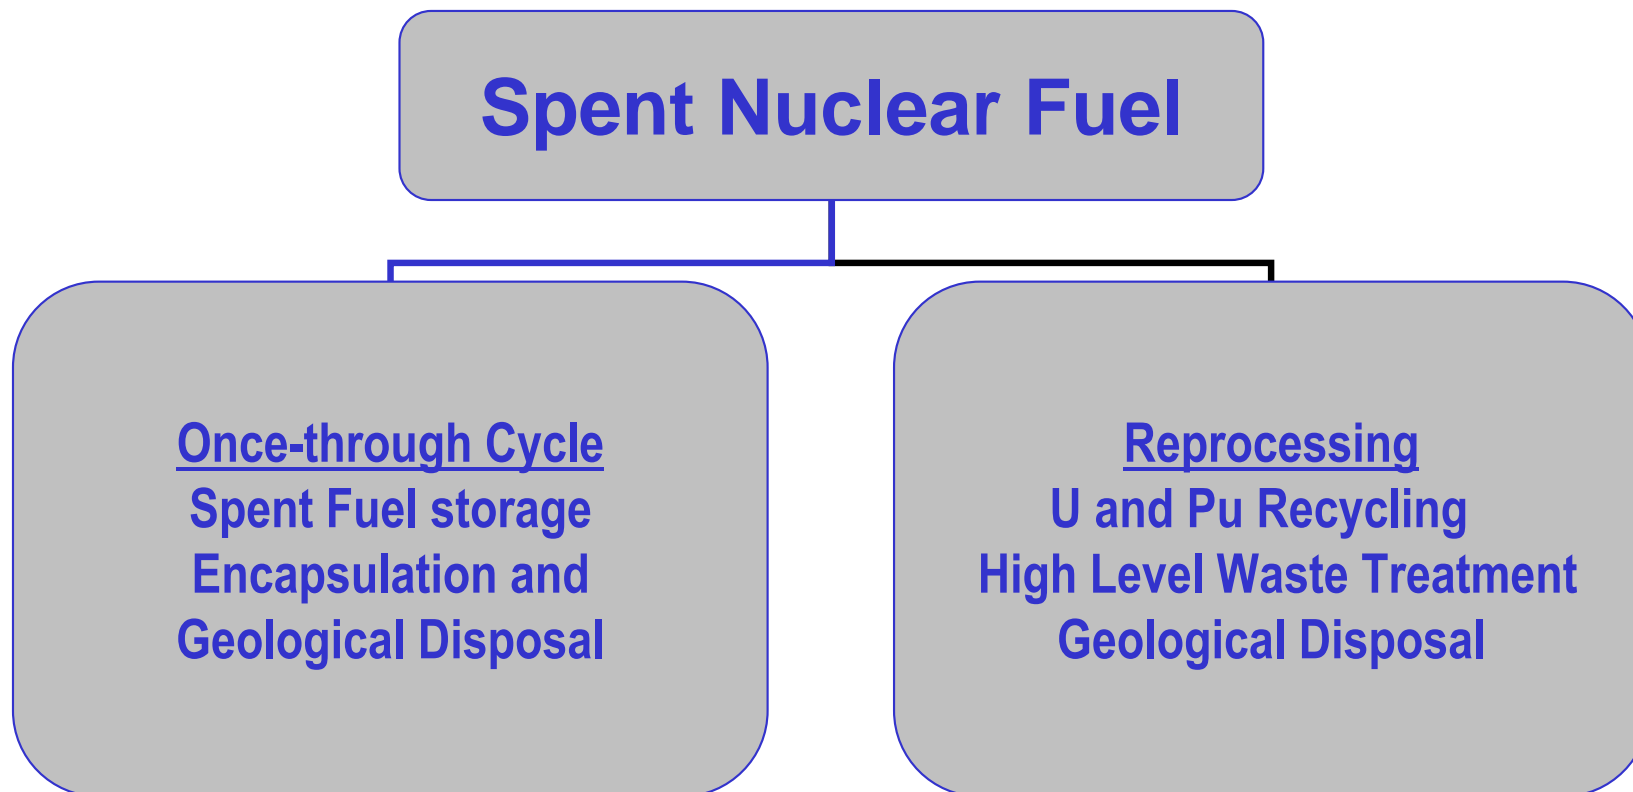 Spent Nuclear Fuel
Once-through Cycle
Spent Fuel storage
Encapsulation and
Geological Disposal
Reprocessing
U and Pu Recycling
High Level Waste Treatment
Geological Disposal